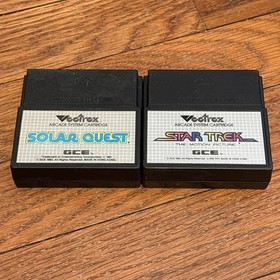 Vectrex
ARCADE SYSTEM CARTRIDGE
SOLAR QUEST
GCE
Vectrex
ARCADE SYSTEM CARTRIDGE
STAR TREK
THE MOTION PICTURE
GCE